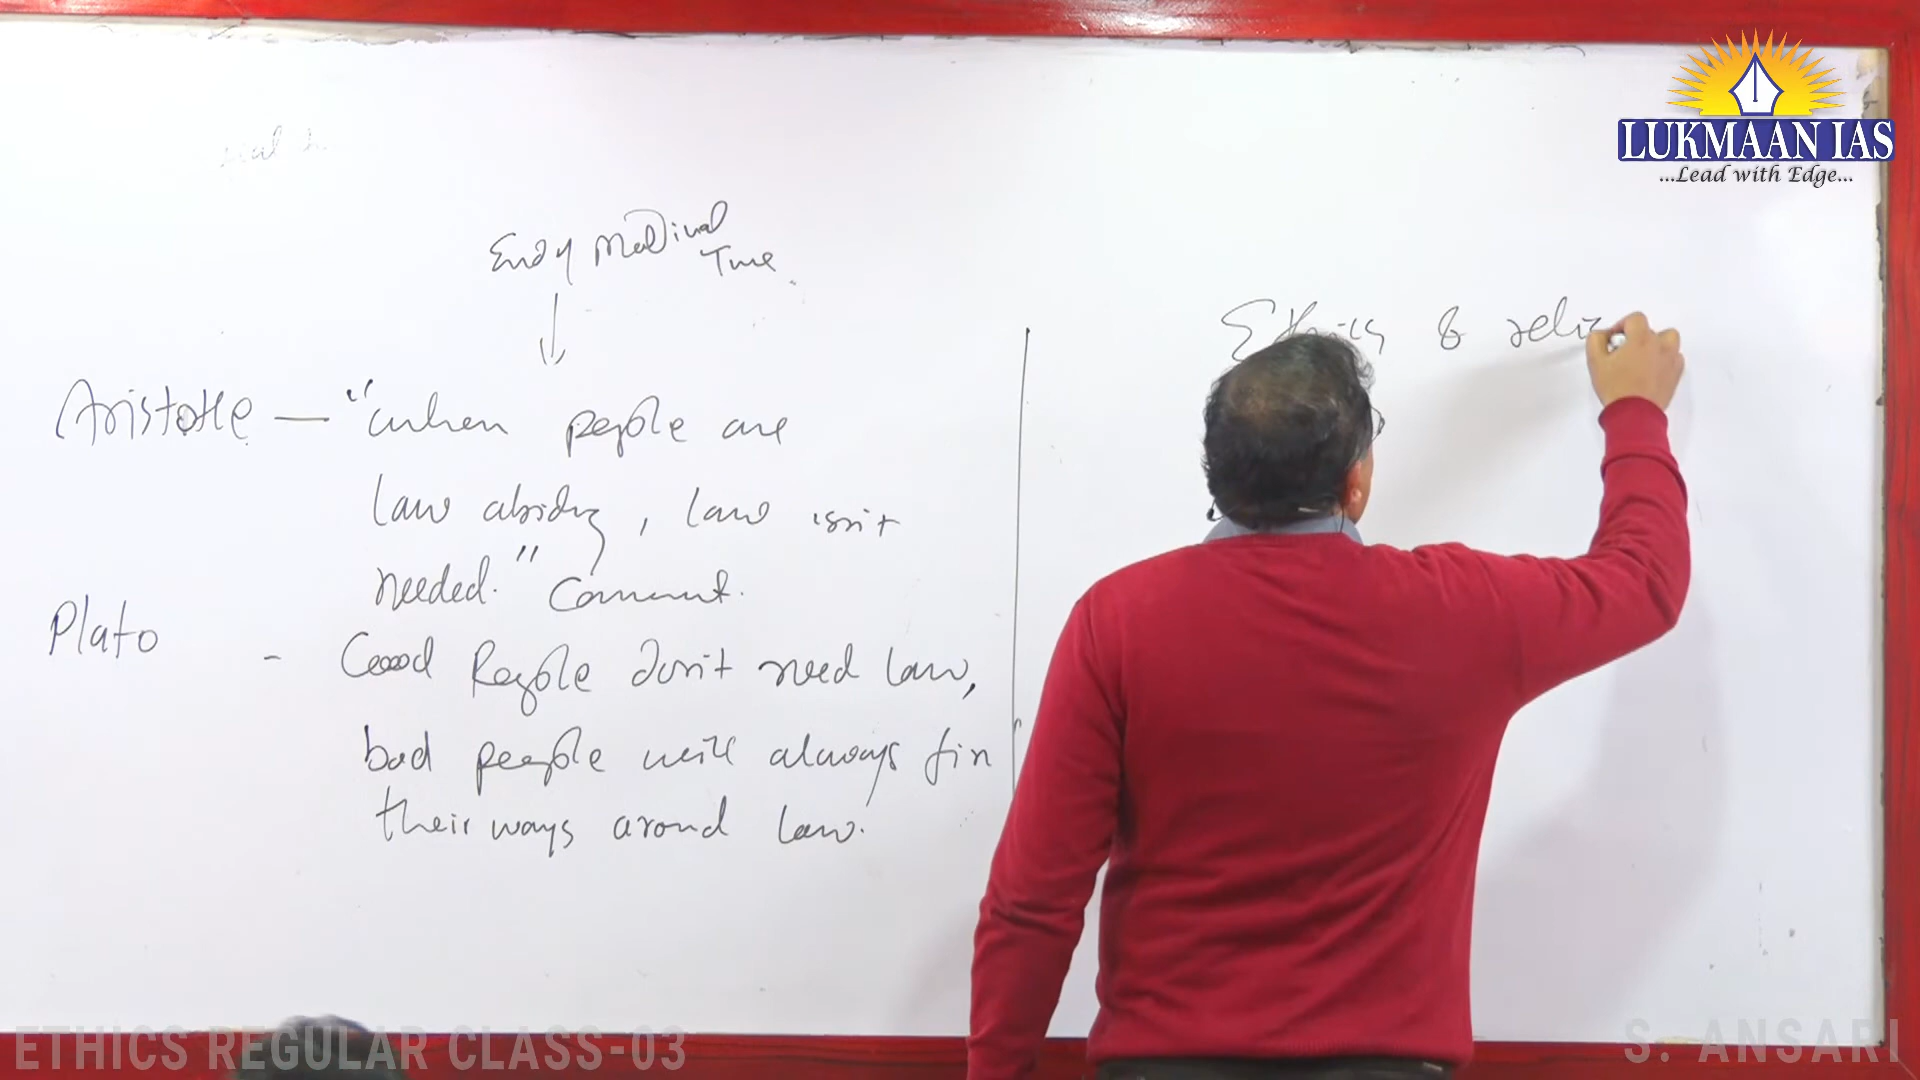 LUKMAAN IAS
...Lead with Edge...
End of Medival
Time
Aristotle — "when people are
law abiding, law isn't
needed." Comment.
Plato - Good People don't need law,
bad people will always fin
their ways around law.
Ethics & reli
ETHICS REGULAR CLASS-03
S. ANSARI